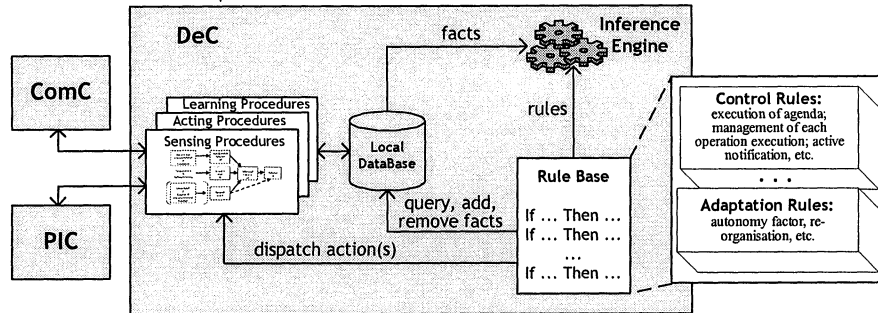 DeC
facts
Inference
Engine
ComC
Learning Procedures
Acting Procedures
Sensing Procedures
Local
DataBase
rules
Control Rules:
execution of agenda;
management of each
operation execution; active
notification, etc.
. . .
Rule Base
Adaptation Rules:
autonomy factor, re-
organisation, etc.
PIC
query, add,
remove facts
If ... Then ...
If ... Then ...
...
If ... Then ...
dispatch action(s)